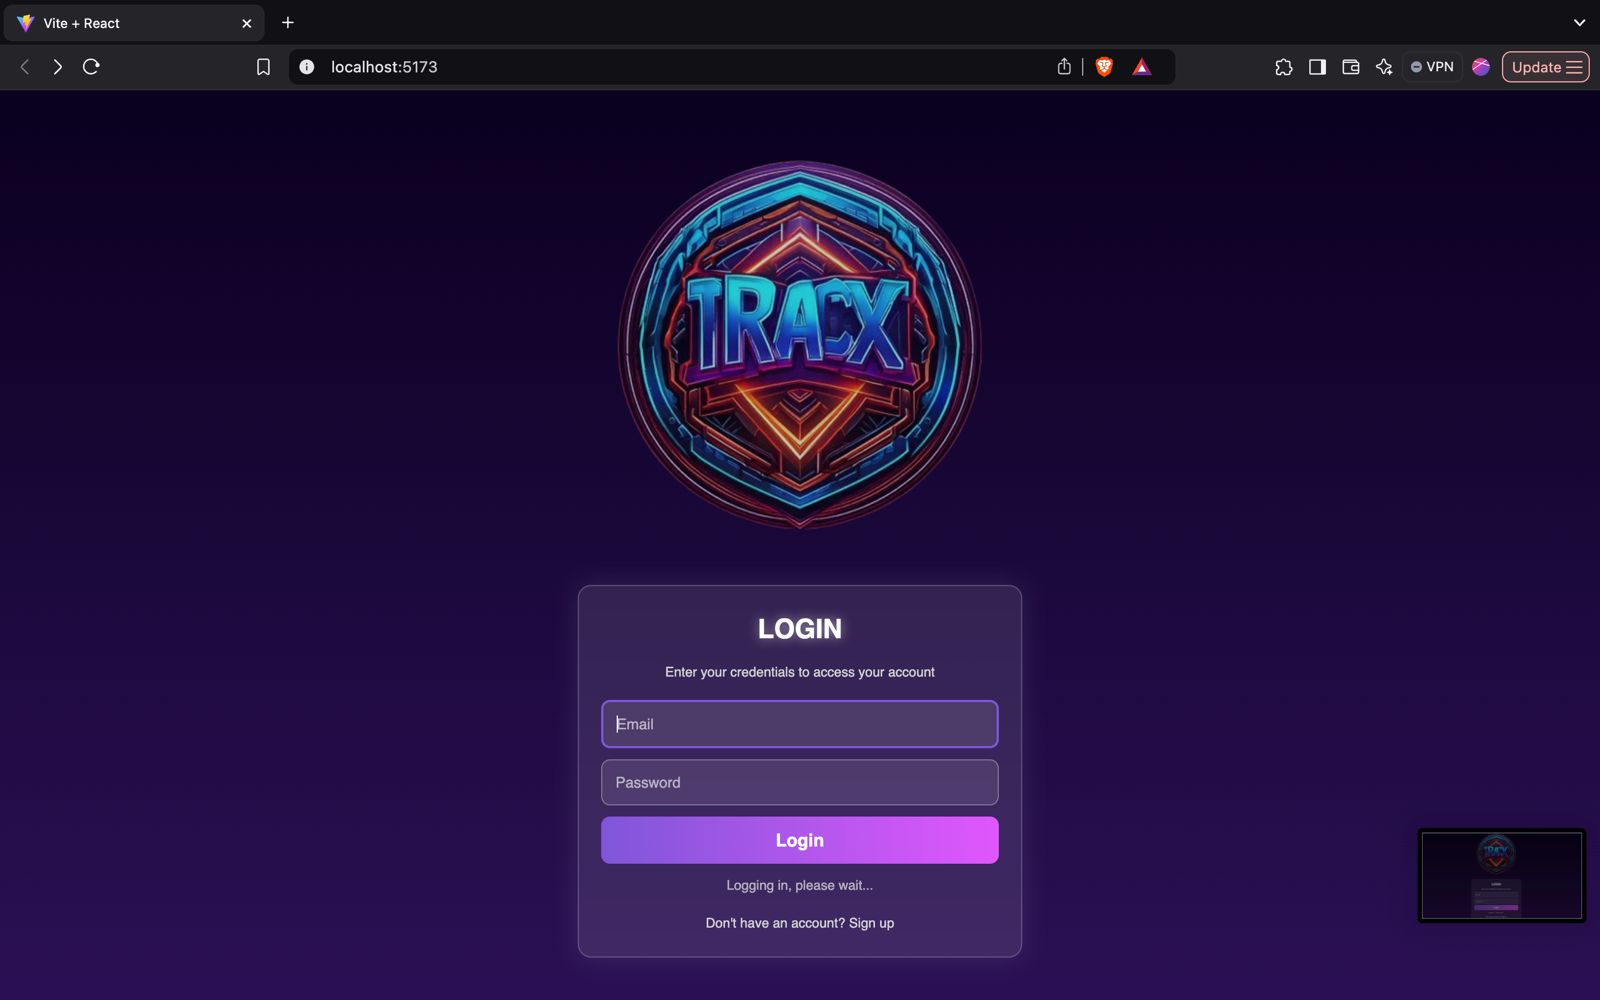 Vite + React
localhost:5173
VPN
Update
TRACX
LOGIN
Enter your credentials to access your account
Email
Password
Login
Logging in, please wait...
Don't have an account? Sign up